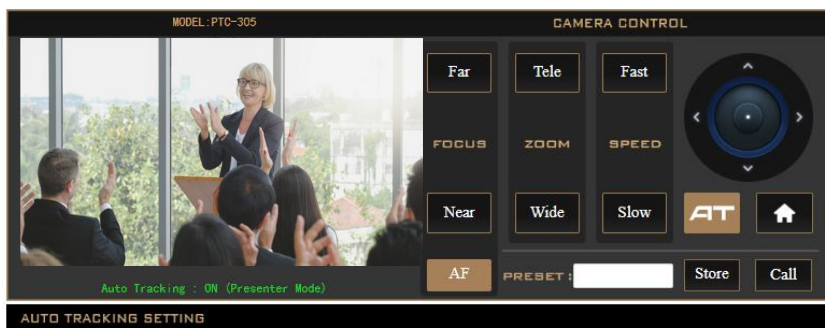 MODEL:PTC-305
CAMERA CONTROL
Far
Tele
Fast
FOCUS
ZOOM
SPEED
Near
Wide
Slow
AT
AF
PRESET :
Store
Call
Auto Tracking : ON (Presenter Mode)
AUTO TRACKING SETTING